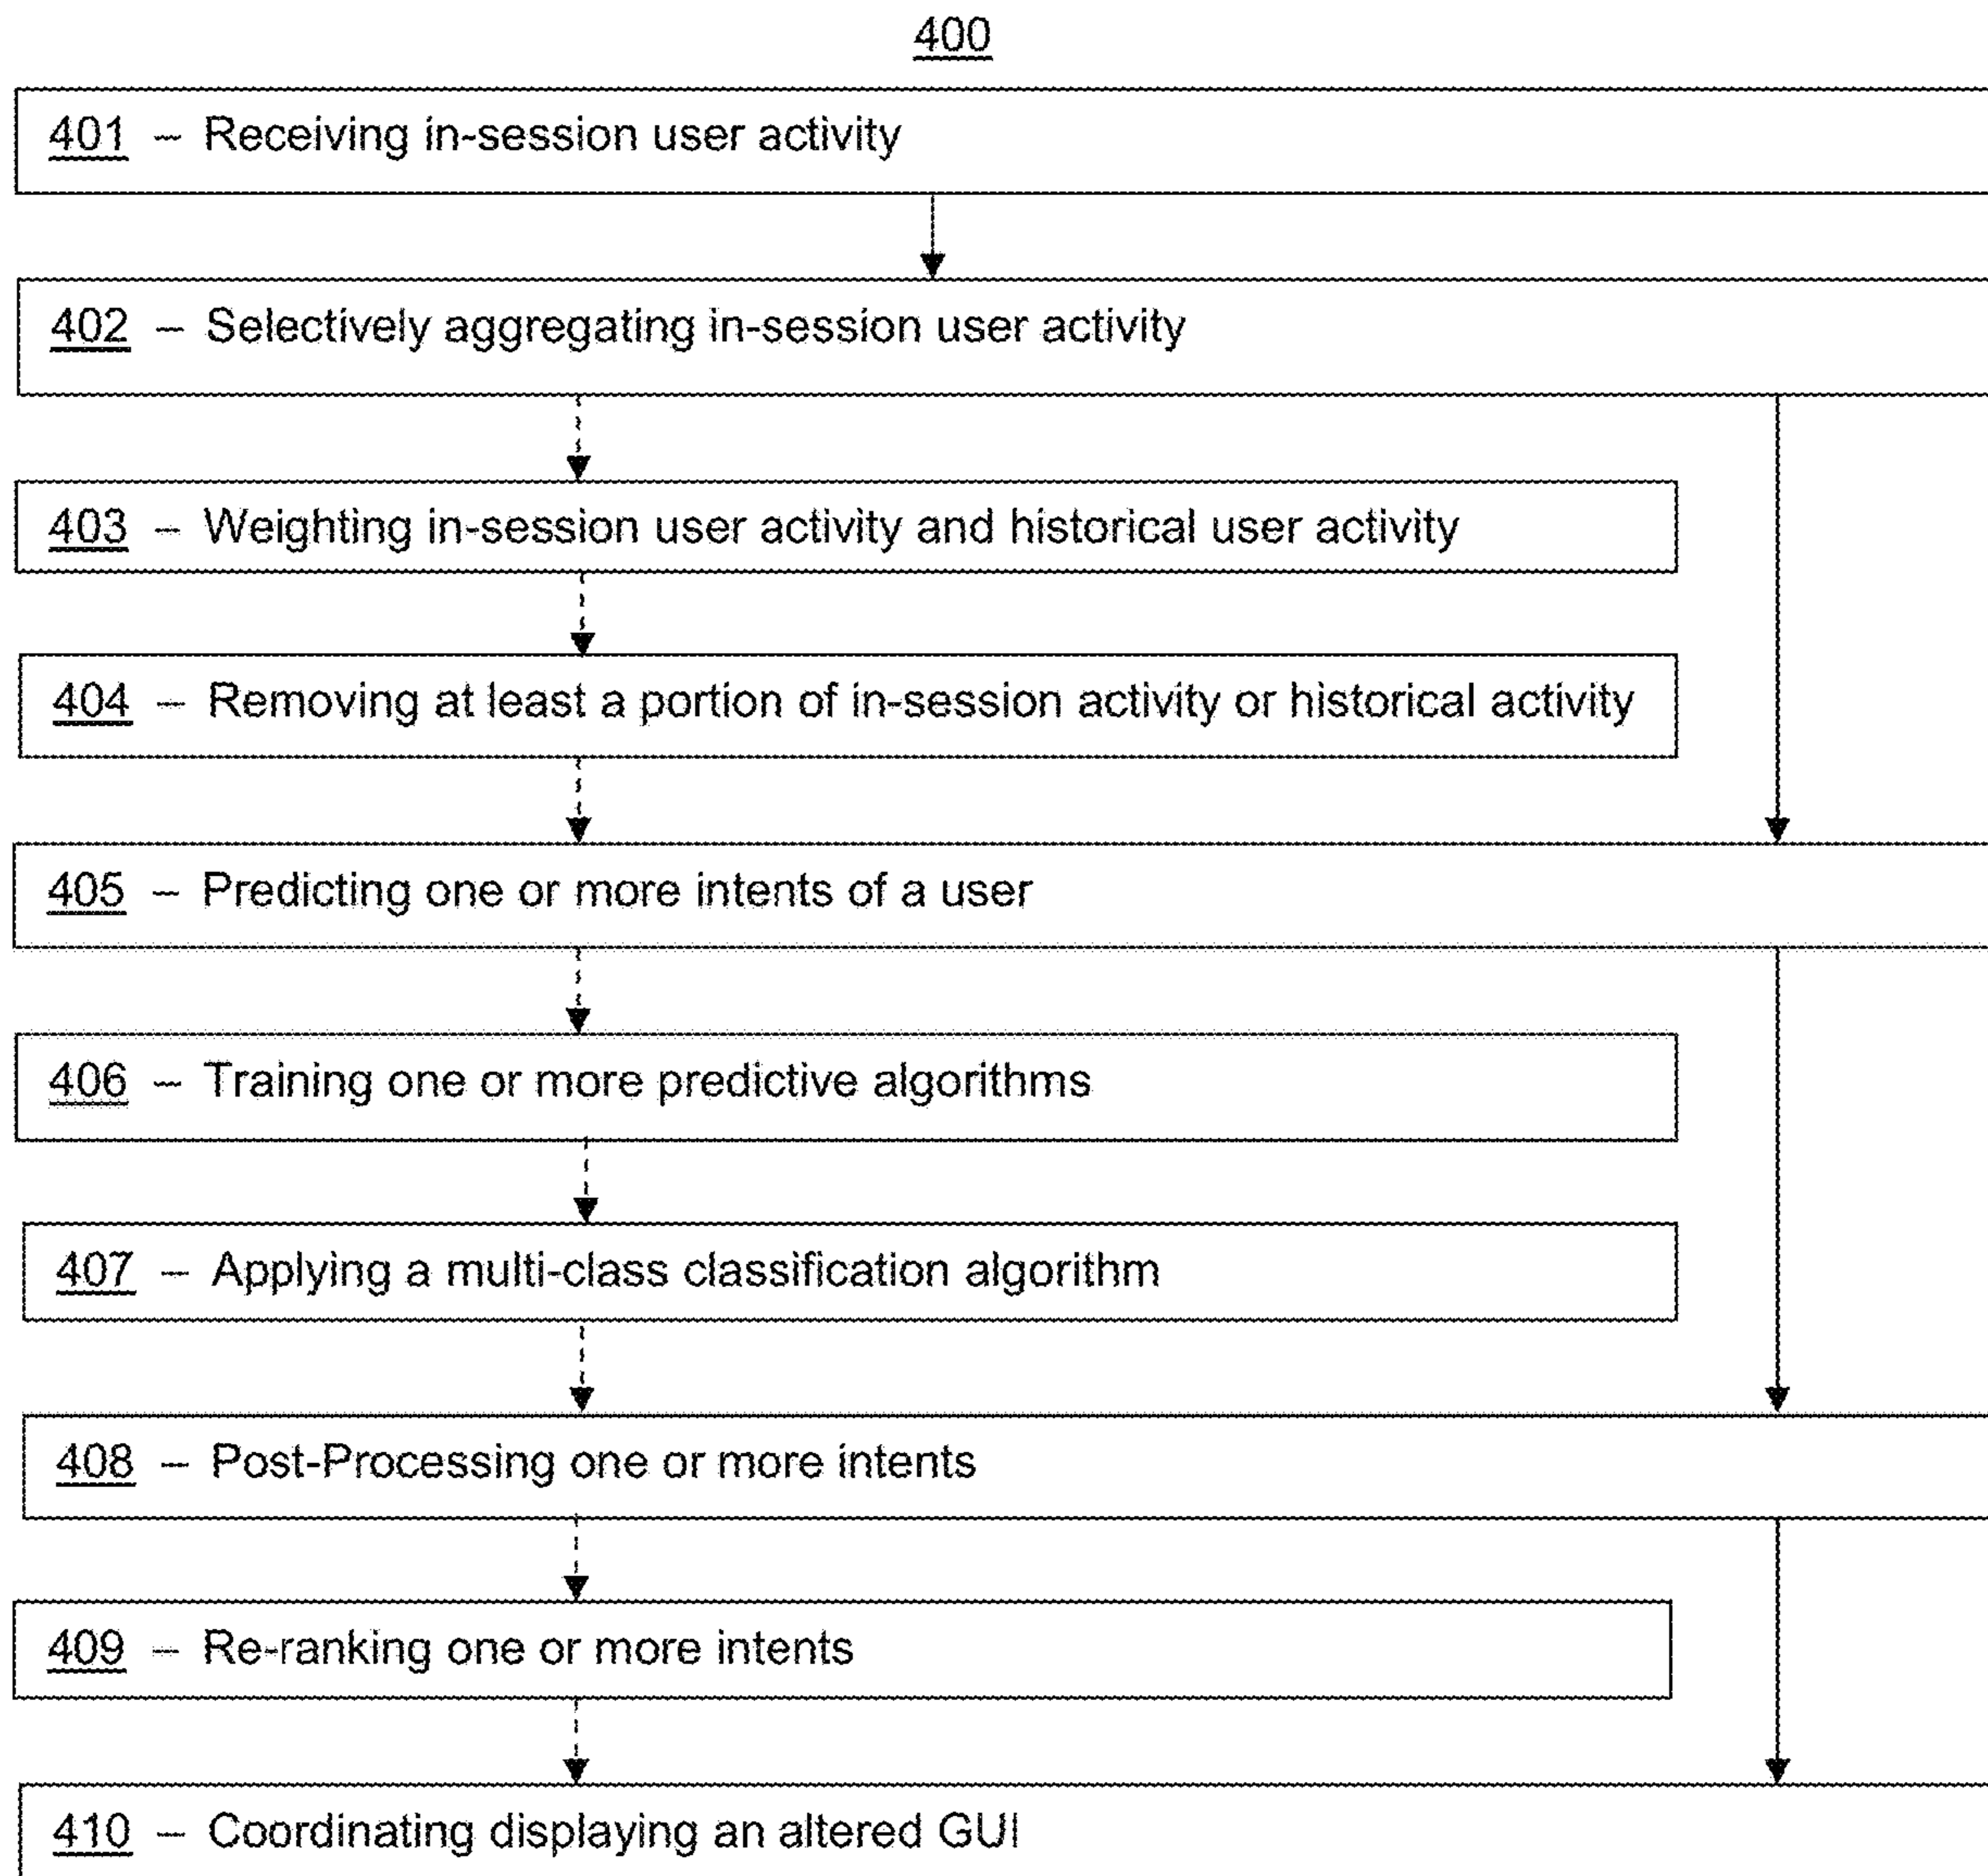 400
401 – Receiving in-session user activity
402 – Selectively aggregating in-session user activity
403 – Weighting in-session user activity and historical user activity
404 – Removing at least a portion of in-session activity or historical activity
405 – Predicting one or more intents of a user
406 – Training one or more predictive algorithms
407 – Applying a multi-class classification algorithm
408 – Post-Processing one or more intents
409 – Re-ranking one or more intents
410 – Coordinating displaying an altered GUI